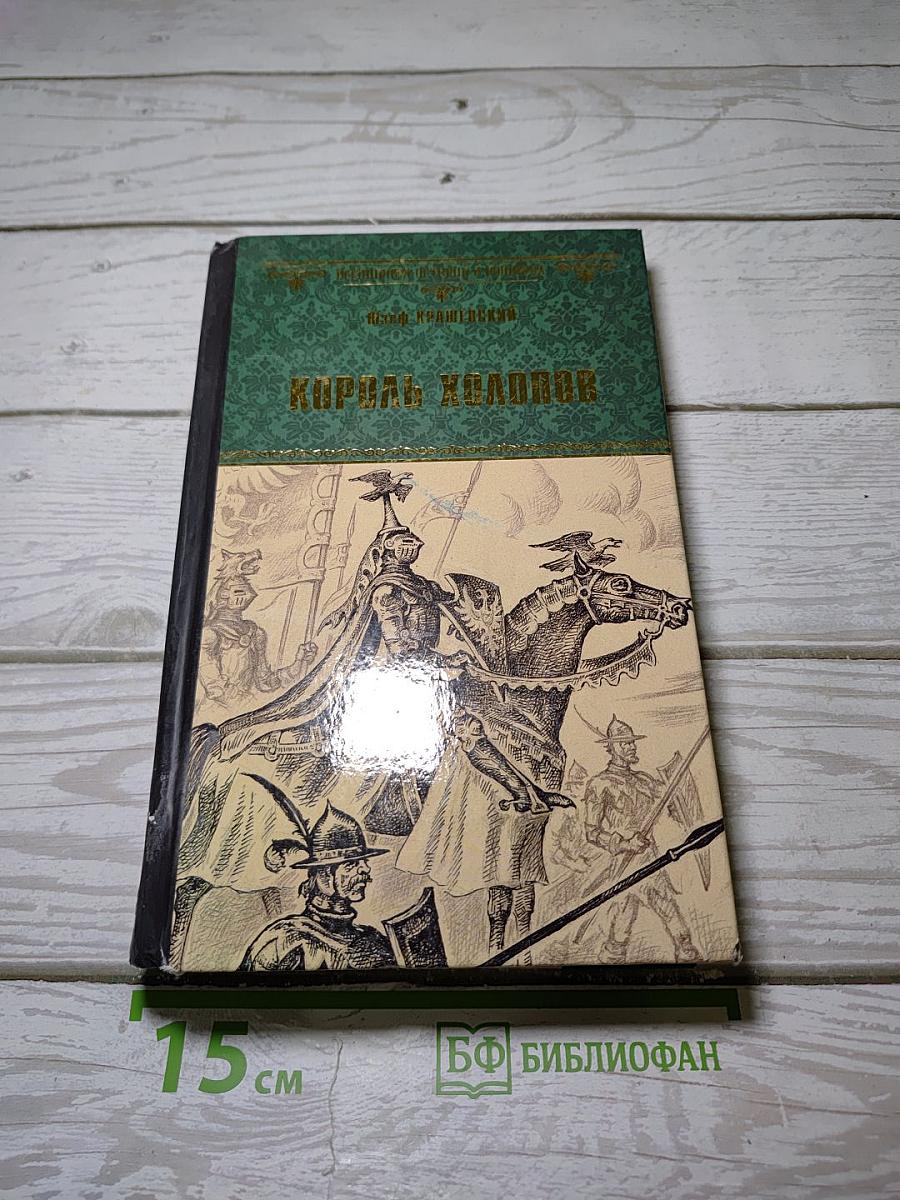 Юзеф КРАШЕВСКИЙ
КОРОЛЬ ХОЛОПОВ
15 см
БФ БИБЛИОФАН